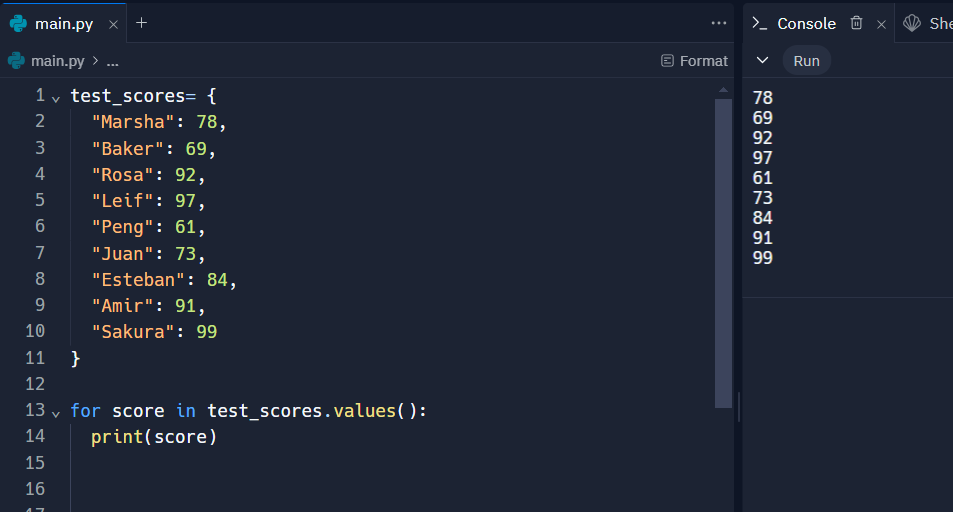 main.py × +
main.py > ...
Format
1 test_scores= {
2   "Marsha": 78,
3   "Baker": 69,
4   "Rosa": 92,
5   "Leif": 97,
6   "Peng": 61,
7   "Juan": 73,
8   "Esteban": 84,
9   "Amir": 91,
10   "Sakura": 99
11 }
12
13 for score in test_scores.values():
14   print(score)
15
16
17
>_ Console × She
Run
78
69
92
97
61
73
84
91
99